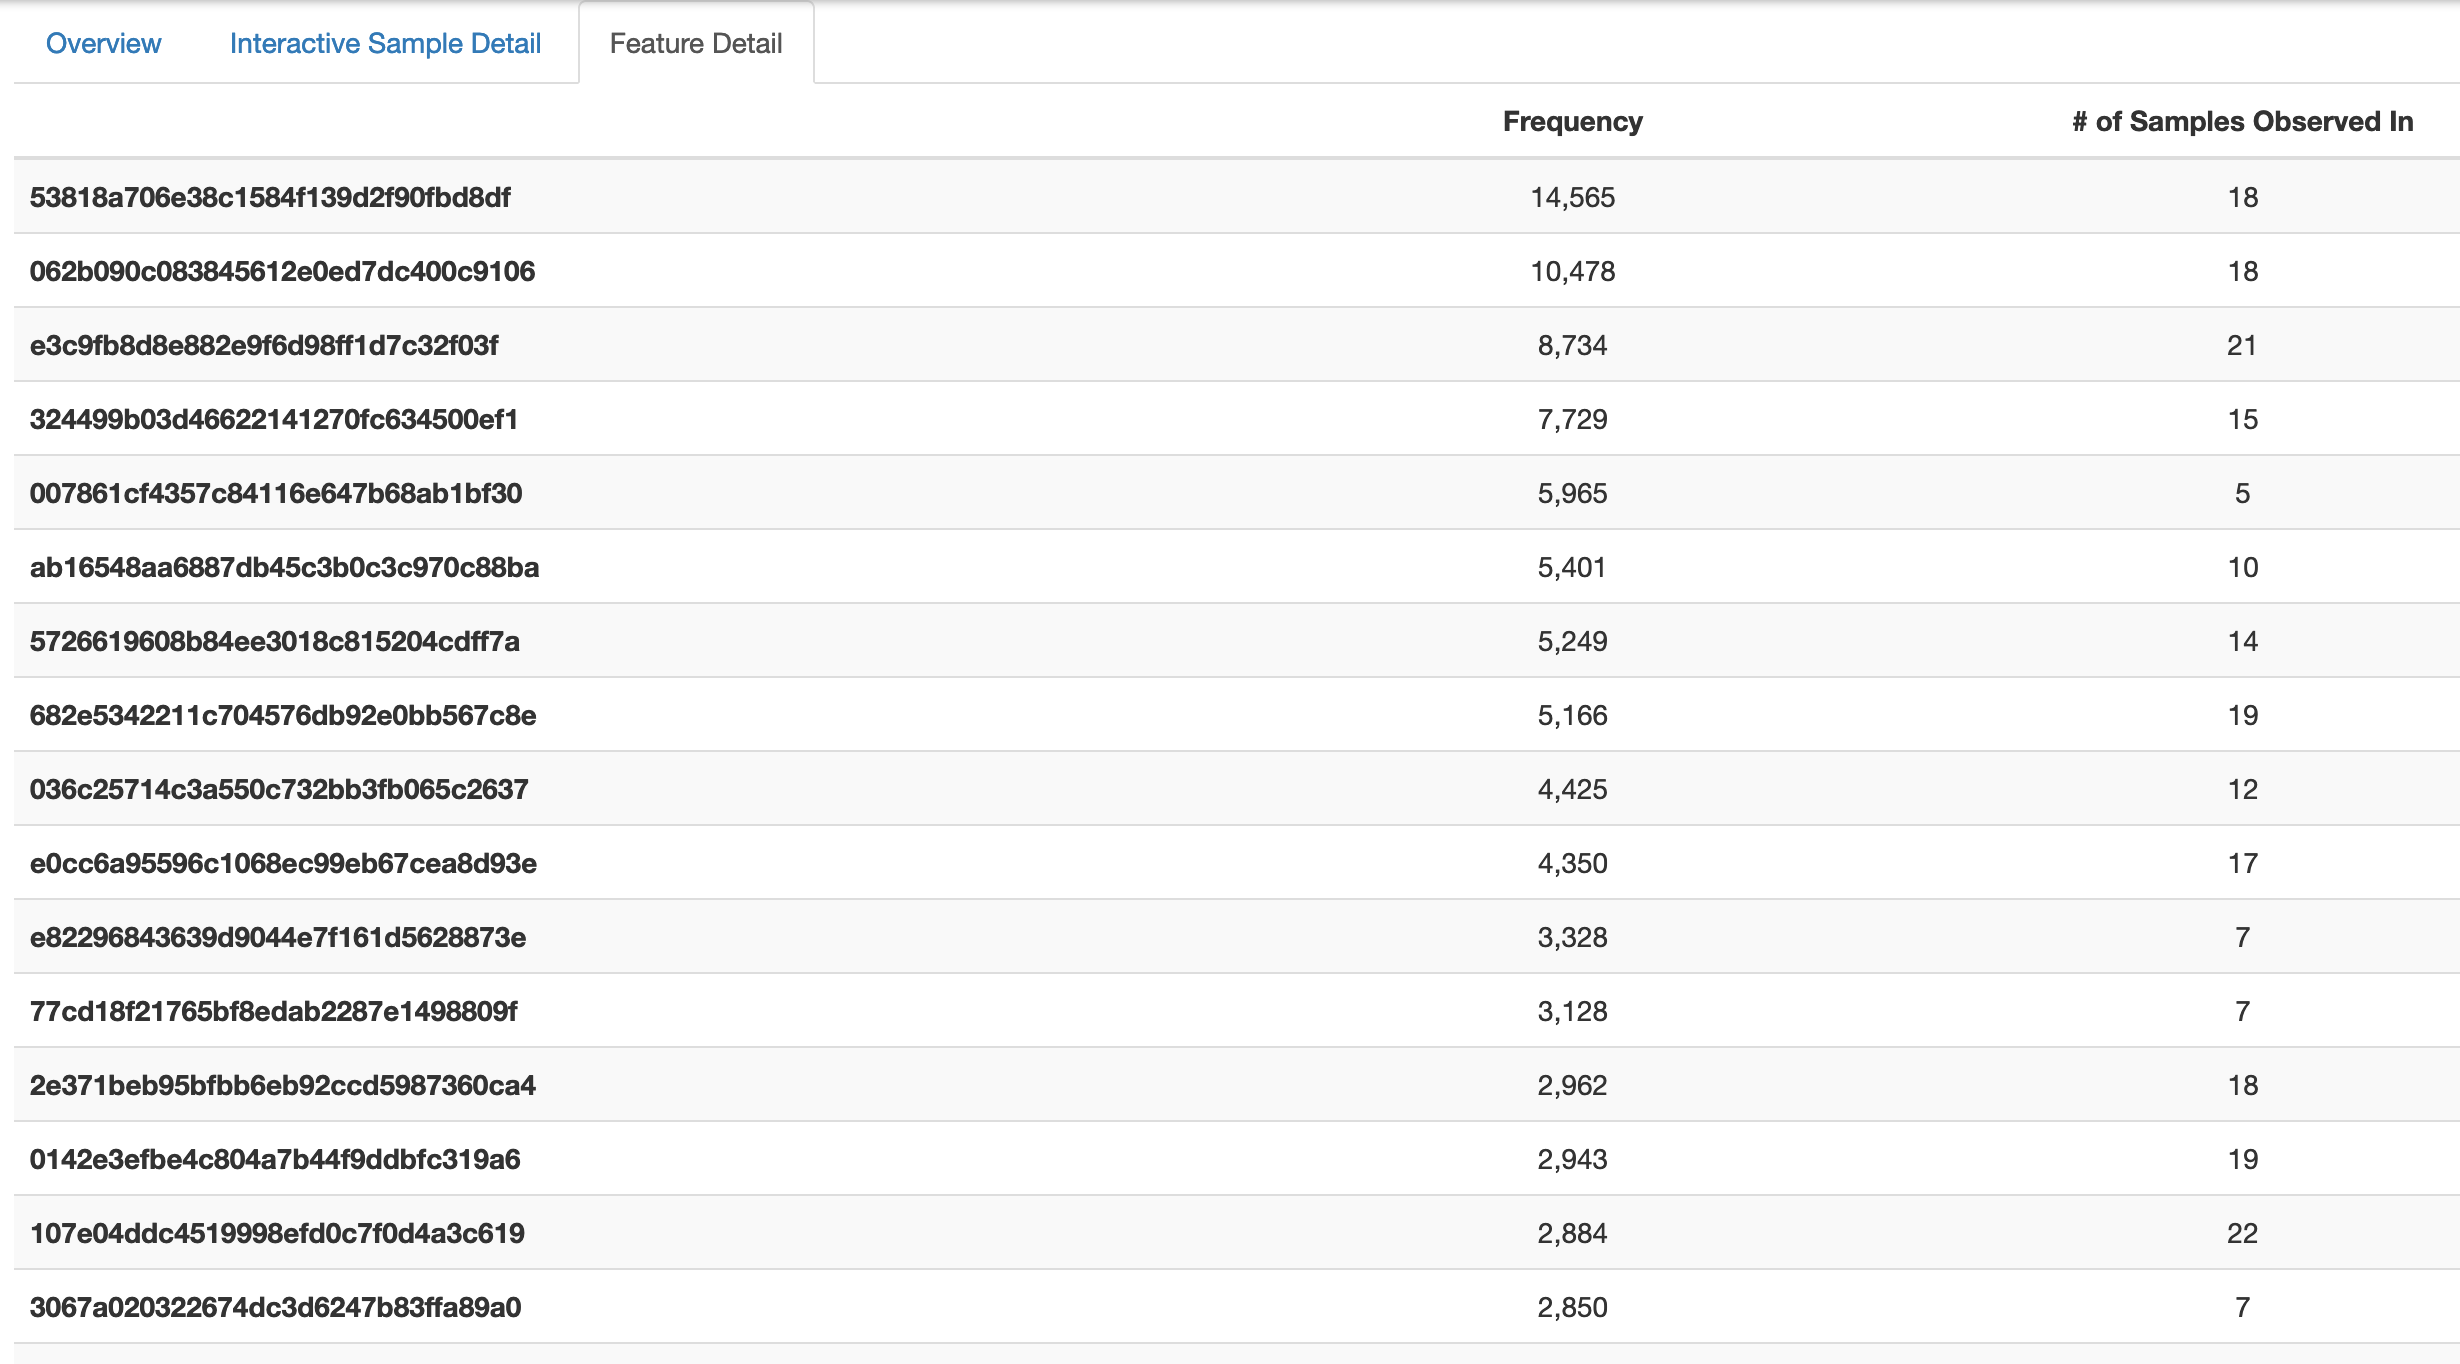 Overview Interactive Sample Detail Feature Detail
Frequency # of Samples Observed In
53818a706e38c1584f139d2f90fbd8df 14,565 18
062b090c083845612e0ed7dc400c9106 10,478 18
e3c9fb8d8e882e9f6d98ff1d7c32f03f 8,734 21
324499b03d46622141270fc634500ef1 7,729 15
007861cf4357c84116e647b68ab1bf30 5,965 5
ab16548aa6887db45c3b0c3c970c88ba 5,401 10
5726619608b84ee3018c815204cdff7a 5,249 14
682e5342211c704576db92e0bb567c8e 5,166 19
036c25714c3a550c732bb3fb065c2637 4,425 12
e0cc6a95596c1068ec99eb67cea8d93e 4,350 17
e82296843639d9044e7f161d5628873e 3,328 7
77cd18f21765bf8edab2287e1498809f 3,128 7
2e371beb95bfbb6eb92ccd5987360ca4 2,962 18
0142e3efbe4c804a7b44f9ddbfc319a6 2,943 19
107e04ddc4519998efd0c7f0d4a3c619 2,884 22
3067a020322674dc3d6247b83ffa89a0 2,850 7